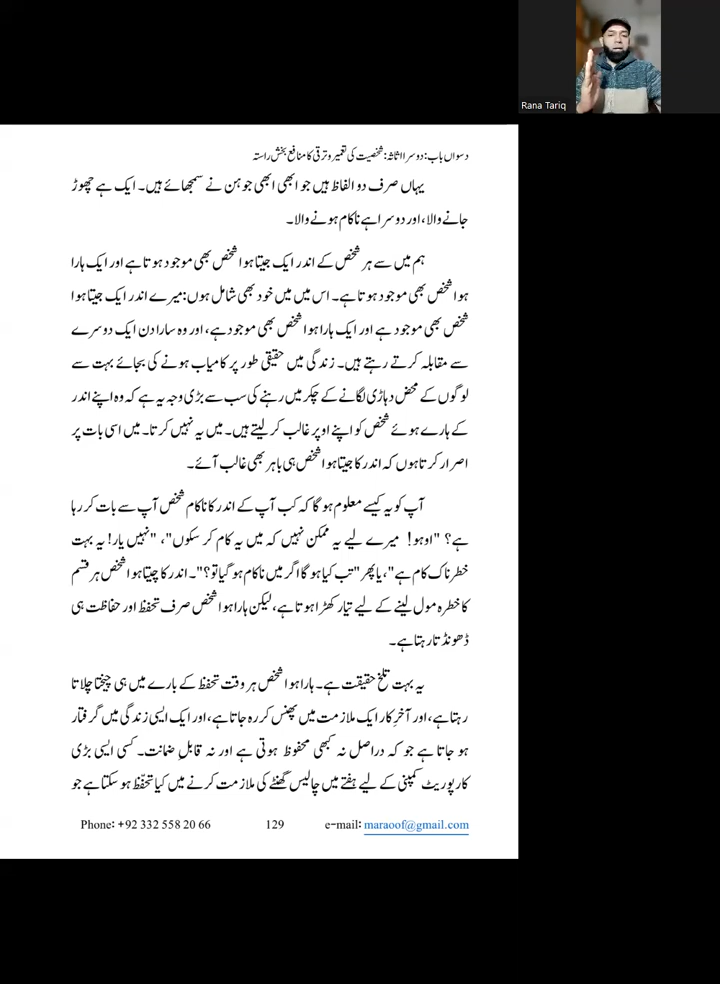 Rana Tariq
دسواں باب: دوسرا اثاثہ: شخصیت کی تعمیر و ترقی کا منافع بخش راستہ
یہاں صرف دو الفاظ ہیں جو ابھی ابھی جو ہن نے سمجھائے ہیں۔ ایک ہے چھوڑ
جانے والا، اور دوسرا ہے ناکام ہونے والا۔
ہم میں سے ہر شخص کے اندر ایک جیتا ہوا شخص بھی موجود ہوتا ہے اور ایک ہارا
ہوا شخص بھی موجود ہوتا ہے۔ اس میں میں خود بھی شامل ہوں: میرے اندر ایک جیتا ہوا
شخص بھی موجود ہے اور ایک ہارا ہوا شخص بھی موجود ہے، اور وہ سارا دن ایک دوسرے
سے مقابلہ کرتے رہتے ہیں۔ زندگی میں حقیقی طور پر کامیاب ہونے کی بجائے بہت سے
لوگوں کے محض دہاڑی لگانے کے چکر میں رہنے کی سب سے بڑی وجہ یہ ہے کہ وہ اپنے اندر
کے ہارے ہوئے شخص کو اپنے اوپر غالب کر لیتے ہیں۔ میں یہ نہیں کرتا۔ میں اسی بات پر
اصرار کرتا ہوں کہ اندر کا جیتا ہوا شخص ہی باہر بھی غالب آئے۔
آپ کو یہ کیسے معلوم ہو گا کہ کب آپ کے اندر کا ناکام شخص آپ سے بات کر رہا
ہے؟ "اوہو! میرے لیے یہ ممکن نہیں کہ میں یہ کام کر سکوں"، "نہیں یار! یہ بہت
خطرناک کام ہے"، یا پھر "تب کیا ہو گا اگر میں ناکام ہو گیا تو؟"۔ اندر کا جیتا ہوا شخص ہر قسم
کا خطرہ مول لینے کے لیے تیار کھڑا ہوتا ہے، لیکن ہارا ہوا شخص صرف تحفظ اور حفاظت ہی
ڈھونڈتا رہتا ہے۔
یہ بہت تلخ حقیقت ہے۔ ہارا ہوا شخص ہر وقت تحفظ کے بارے میں ہی چیختا چلاتا
رہتا ہے، اور آخر کار ایک ملازمت میں پھنس کر رہ جاتا ہے، اور ایک ایسی زندگی میں گرفتار
ہو جاتا ہے جو کہ دراصل نہ کبھی محفوظ ہوتی ہے اور نہ قابلِ ضمانت۔ کسی ایسی بڑی
کارپوریٹ کمپنی کے لیے ہفتے میں چالیس گھنٹے کی ملازمت کرنے میں کیا تحفّظ ہو سکتا ہے جو
Phone: +92 332 558 20 66 129 e-mail: maraoof@gmail.com